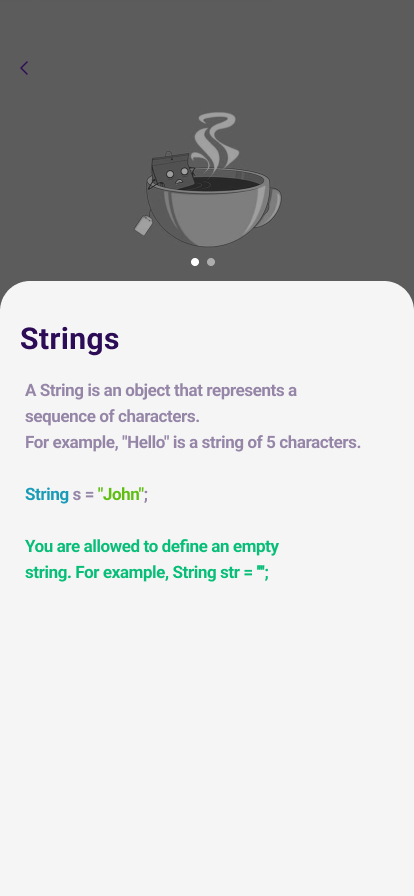 Strings
A String is an object that represents a
sequence of characters.
For example, "Hello" is a string of 5 characters.
String s = "John";
You are allowed to define an empty
string. For example, String str = "";